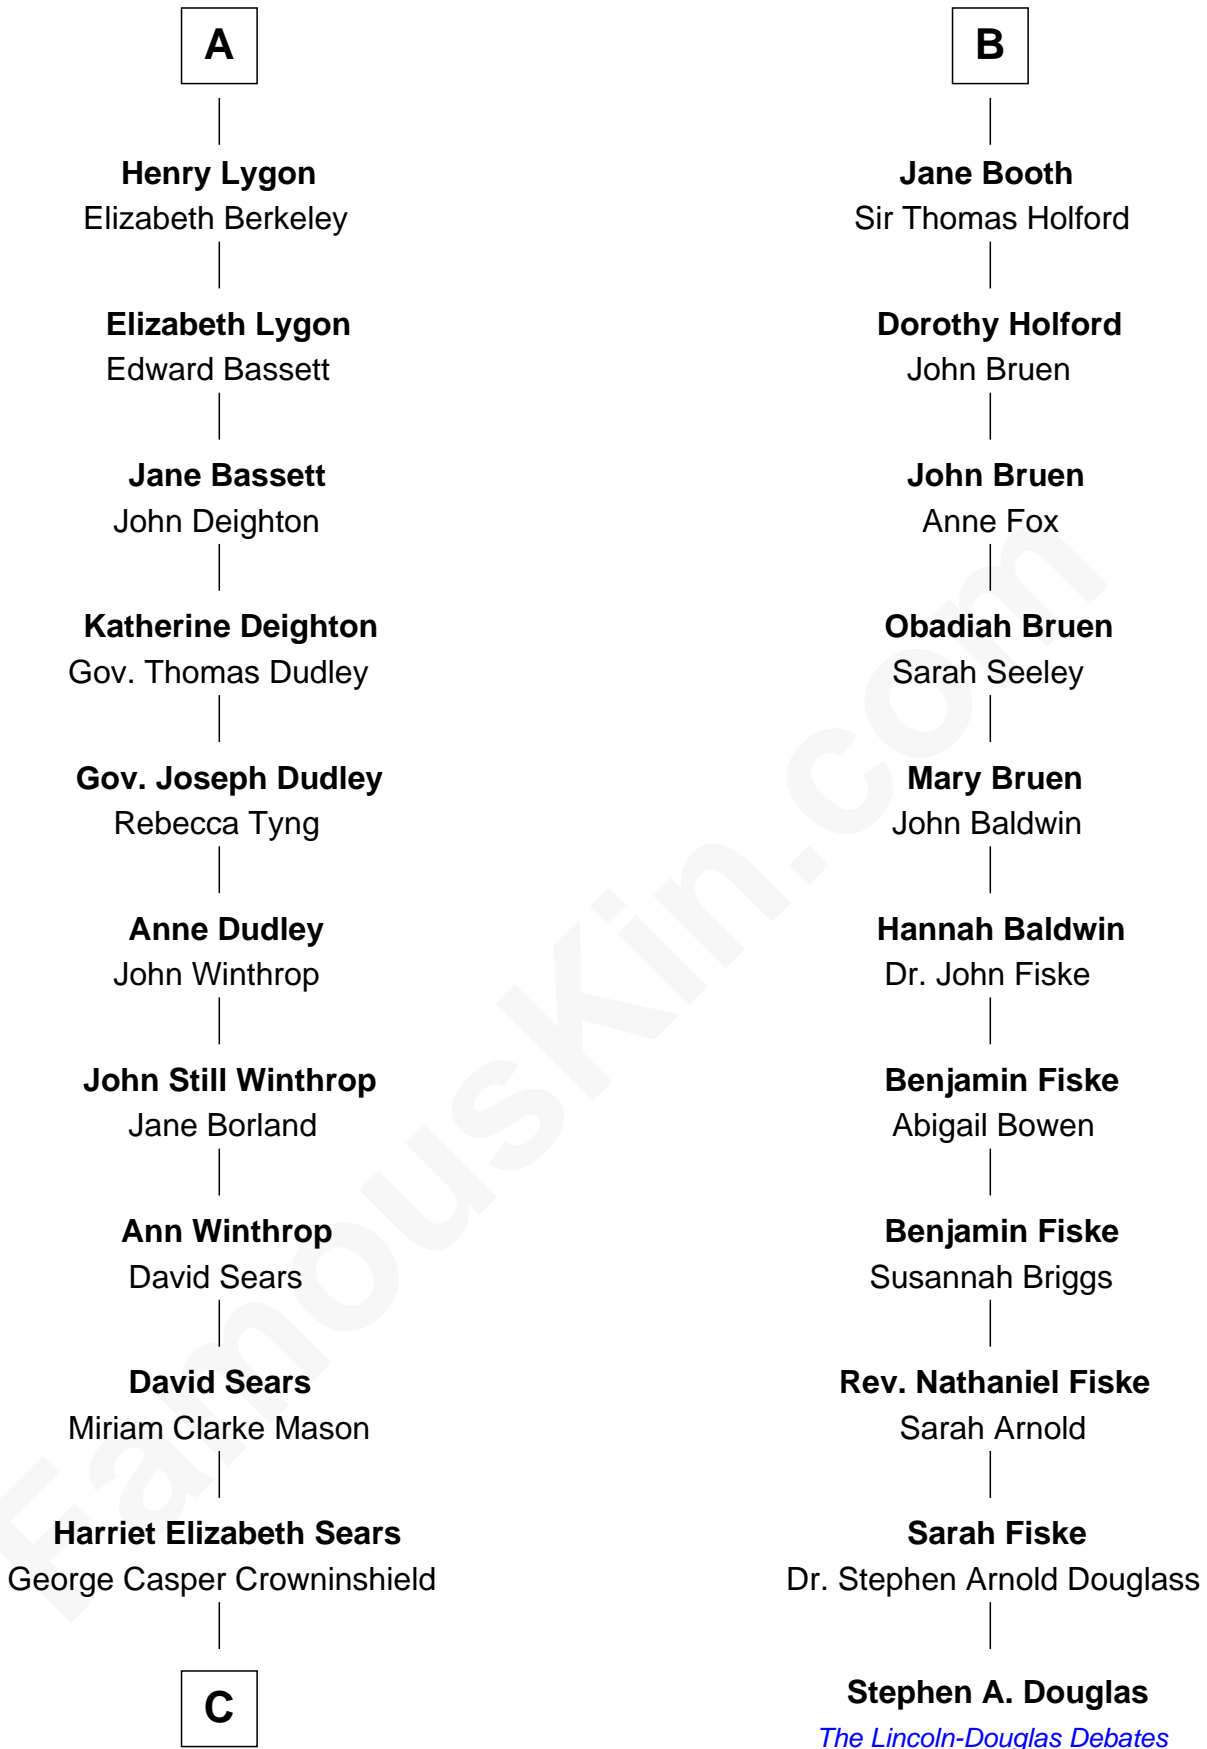 A
Henry Lygon
Elizabeth Berkeley
Elizabeth Lygon
Edward Bassett
Jane Bassett
John Deighton
Katherine Deighton
Gov. Thomas Dudley
Gov. Joseph Dudley
Rebecca Tyng
Anne Dudley
John Winthrop
John Still Winthrop
Jane Borland
Ann Winthrop
David Sears
David Sears
Miriam Clarke Mason
Harriet Elizabeth Sears
George Casper Crowninshield
C
B
Jane Booth
Sir Thomas Holford
Dorothy Holford
John Bruen
John Bruen
Anne Fox
Obadiah Bruen
Sarah Seeley
Mary Bruen
John Baldwin
Hannah Baldwin
Dr. John Fiske
Benjamin Fiske
Abigail Bowen
Benjamin Fiske
Susannah Briggs
Rev. Nathaniel Fiske
Sarah Arnold
Sarah Fiske
Dr. Stephen Arnold Douglass
Stephen A. Douglas
The Lincoln-Douglas Debates
FamousKin.com